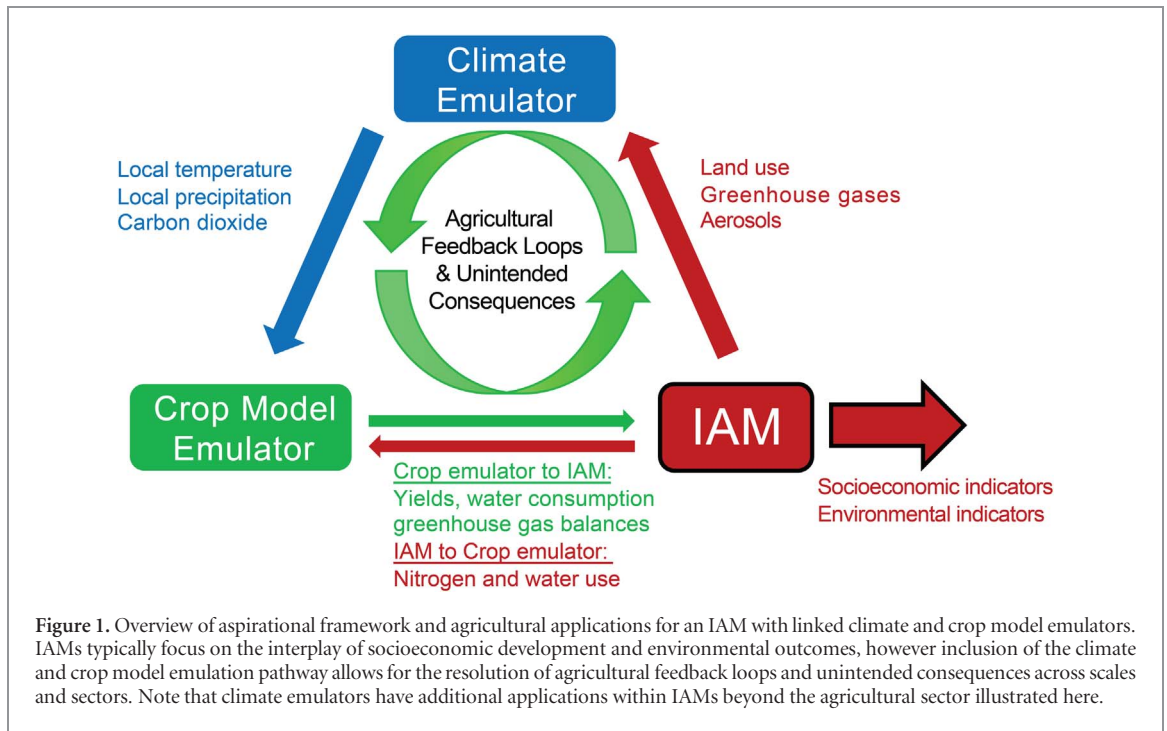 Climate
Emulator
Local temperature
Local precipitation
Carbon dioxide
Land use
Greenhouse gases
Aerosols
Agricultural
Feedback Loops
& Unintended
Consequences
Crop Model
Emulator
IAM
Crop emulator to IAM:
Yields, water consumption
greenhouse gas balances
IAM to Crop emulator:
Nitrogen and water use
Socioeconomic indicators
Environmental indicators
Figure 1. Overview of aspirational framework and agricultural applications for an IAM with linked climate and crop model emulators.
IAMs typically focus on the interplay of socioeconomic development and environmental outcomes, however inclusion of the climate
and crop model emulation pathway allows for the resolution of agricultural feedback loops and unintended consequences across scales
and sectors. Note that climate emulators have additional applications within IAMs beyond the agricultural sector illustrated here.